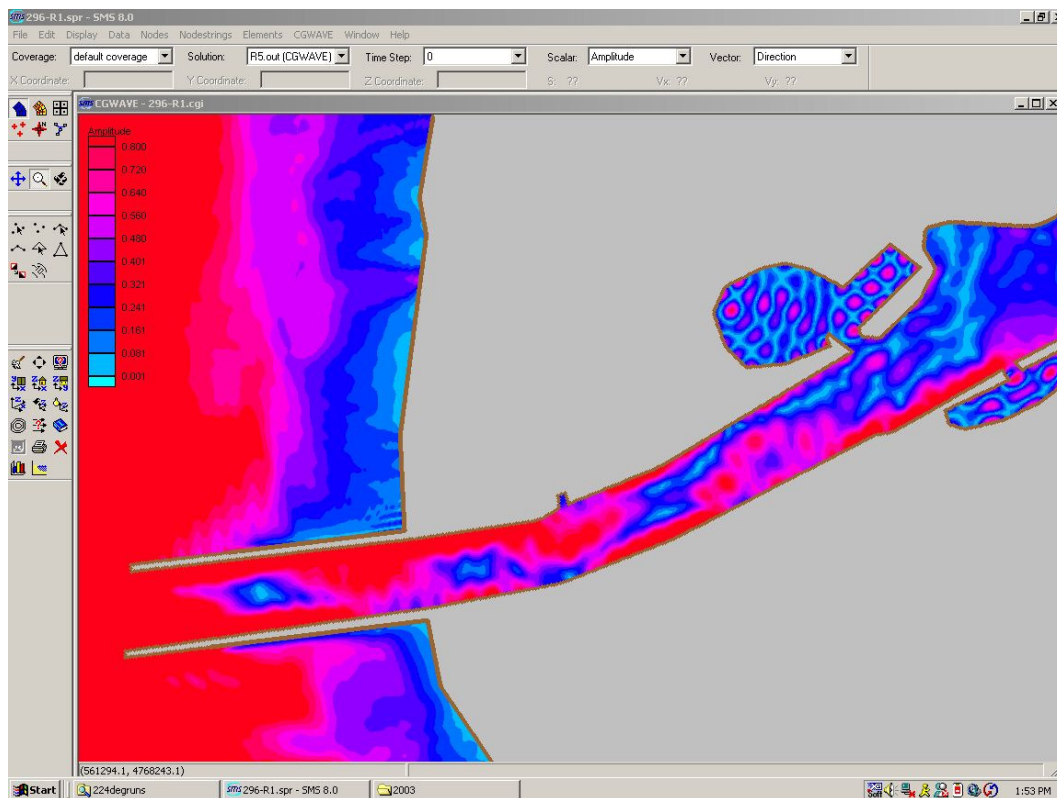 296-R1.spr - SMS 8.0
File Edit Display Data Nodes Nodestrings Elements CGWAVE Window Help
Coverage: default coverage Solution: R5.out (CGWAVE) Time Step: 0 Scalar: Amplitude Vector: Direction
X Coordinate: Y Coordinate: Z Coordinate: S: ?? Vx: ?? Vy: ??
sms CGWAVE - 296-R1.cgi
Amplitude
0.800
0.720
0.640
0.560
0.480
0.401
0.321
0.241
0.161
0.081
0.001
(561294.1, 4768243.1)
Start 224degruns sms 296-R1.spr - SMS 8.0 2003 1:53 PM